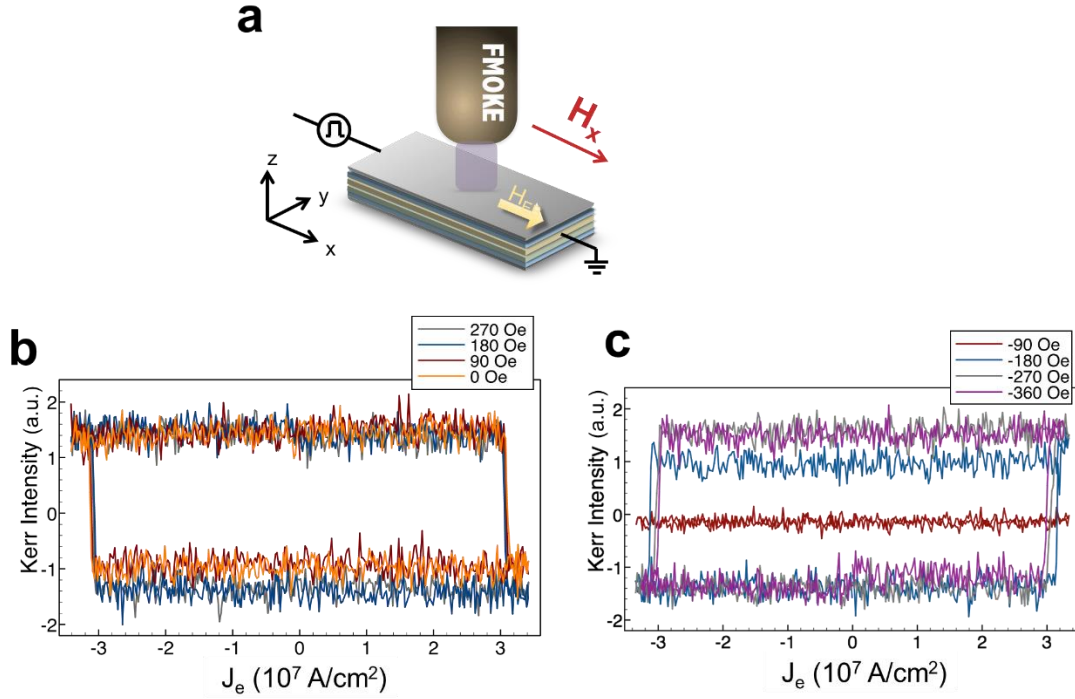 a
FMOKE
Hx
z
y
x
b
270 Oe
180 Oe
90 Oe
0 Oe
Kerr Intensity (a.u.)
2
1
0
-1
-2
-3
-2
-1
0
1
2
3
Je (10⁷ A/cm²)
c
-90 Oe
-180 Oe
-270 Oe
-360 Oe
Kerr Intensity (a.u.)
2
1
0
-1
-2
-3
-2
-1
0
1
2
3
Je (10⁷ A/cm²)